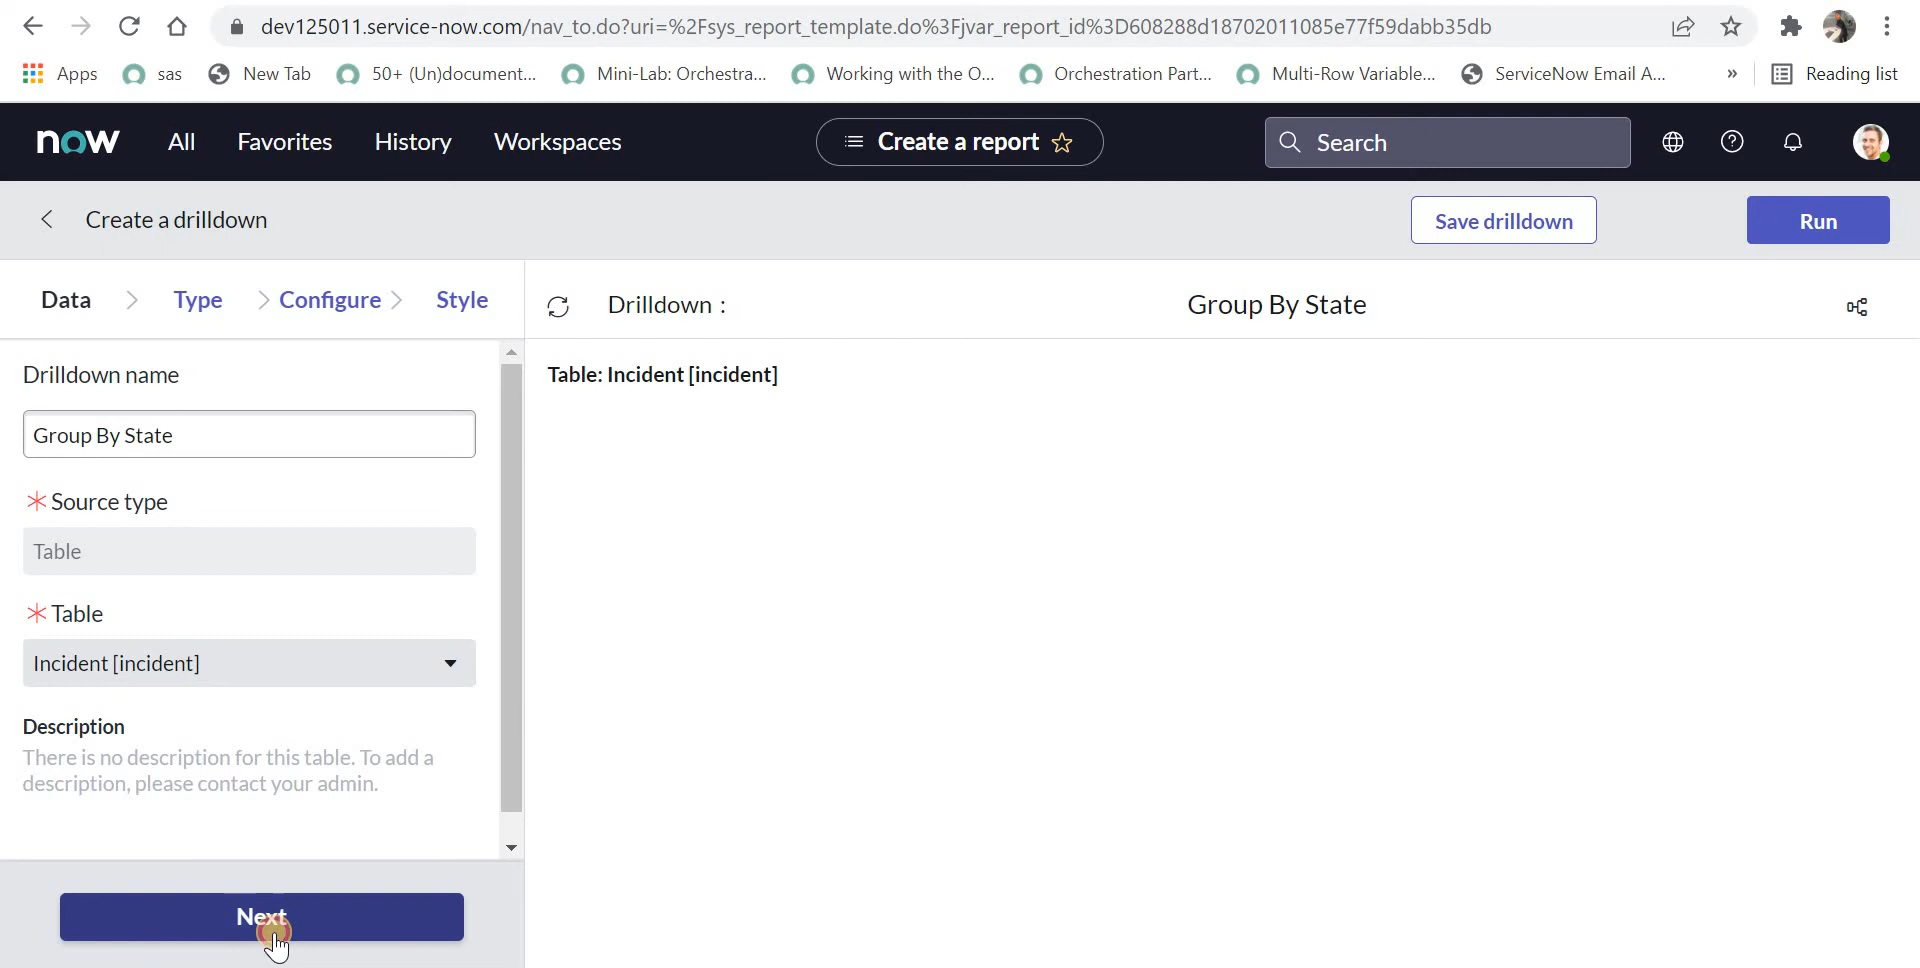 dev125011.service-now.com/nav_to.do?uri=%2Fsys_report_template.do%3Fjvar_report_id%3D608288d18702011085e77f59dabb35db
Apps sas New Tab 50+ (Un)document... Mini-Lab: Orchestra... Working with the O... Orchestration Part... Multi-Row Variable... ServiceNow Email A... » Reading list
now All Favorites History Workspaces Create a report Search
Create a drilldown Save drilldown Run
Data Type Configure Style Drilldown : Group By State
Drilldown name
Table: Incident [incident]
Group By State
Source type
Table
Table
Incident [incident]
Description
There is no description for this table. To add a
description, please contact your admin.
Next